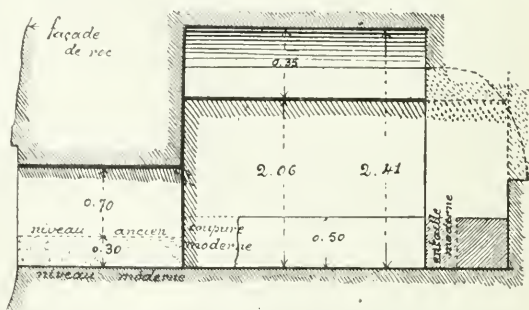 façade
de roc
0.35
2.06
2.41
0.70
niveau ancien
0.30
niveau moderne
coupure
moderne
0.50
entaille
moderne